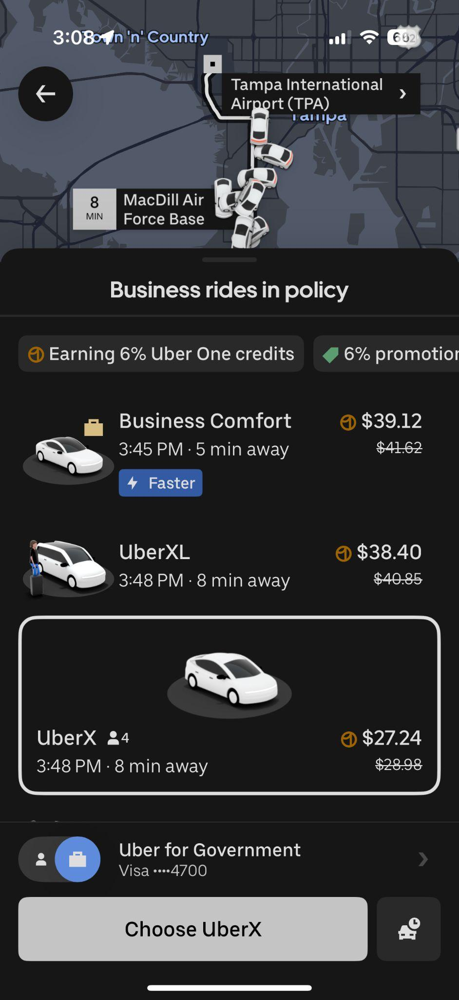 3:08
Town 'n' Country
Tampa International
Airport (TPA)
Tampa
8
MIN
MacDill Air
Force Base
Business rides in policy
Earning 6% Uber One credits
6% promotion
Business Comfort
$39.12
3:45 PM · 5 min away
$41.62
Faster
UberXL
$38.40
3:48 PM · 8 min away
$40.85
UberX 4
$27.24
3:48 PM · 8 min away
$28.98
Uber for Government
Visa ••••4700
Choose UberX